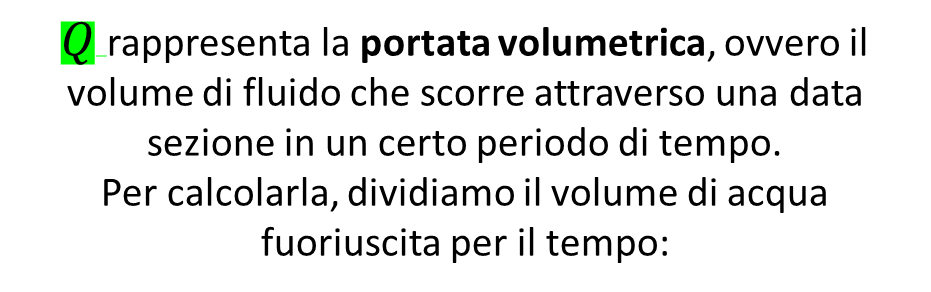 Q rappresenta la portata volumetrica, ovvero il
volume di fluido che scorre attraverso una data
sezione in un certo periodo di tempo.
Per calcolarla, dividiamo il volume di acqua
fuoriuscita per il tempo: